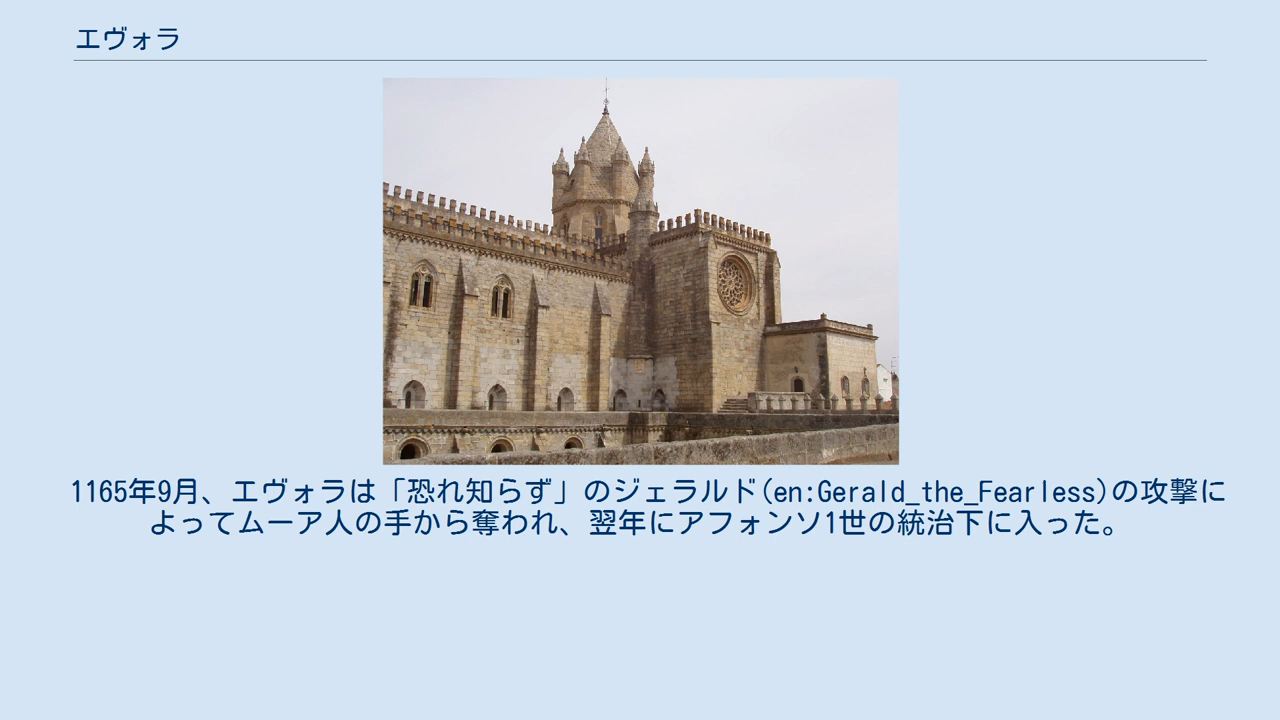 エヴォラ
1165年9月、エヴォラは「恐れ知らず」のジェラルド(en:Gerald_the_Fearless)の攻撃に
よってムーア人の手から奪われ、翌年にアフォンソ1世の統治下に入った。